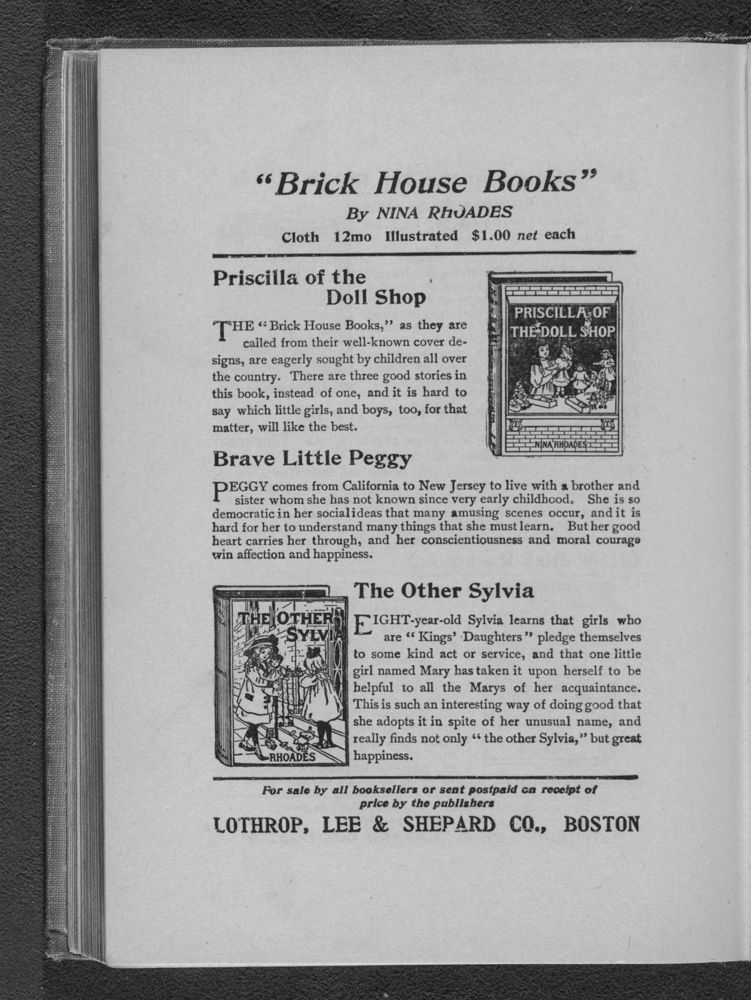 "Brick House Books"
By NINA RHOADES
Cloth 12mo Illustrated $1.00 net each
Priscilla of the
Doll Shop
THE "Brick House Books," as they are
called from their well-known cover de-
signs, are eagerly sought by children all over
the country. There are three good stories in
this book, instead of one, and it is hard to
say which little girls, and boys, too, for that
matter, will like the best.
PRISCILLA OF
THE DOLL SHOP
NINA RHOADES
Brave Little Peggy
PEGGY comes from California to New Jersey to live with a brother and
sister whom she has not known since very early childhood. She is so
democratic in her social ideas that many amusing scenes occur, and it is
hard for her to understand many things that she must learn. But her good
heart carries her through, and her conscientiousness and moral courage
win affection and happiness.
THE OTHER
SYLVIA
RHOADES
The Other Sylvia
EIGHT-year-old Sylvia learns that girls who
are "Kings' Daughters" pledge themselves
to some kind act or service, and that one little
girl named Mary has taken it upon herself to be
helpful to all the Marys of her acquaintance.
This is such an interesting way of doing good that
she adopts it in spite of her unusual name, and
really finds not only "the other Sylvia," but great
happiness.
For sale by all booksellers or sent postpaid on receipt of
price by the publishers
LOTHROP, LEE & SHEPARD CO., BOSTON